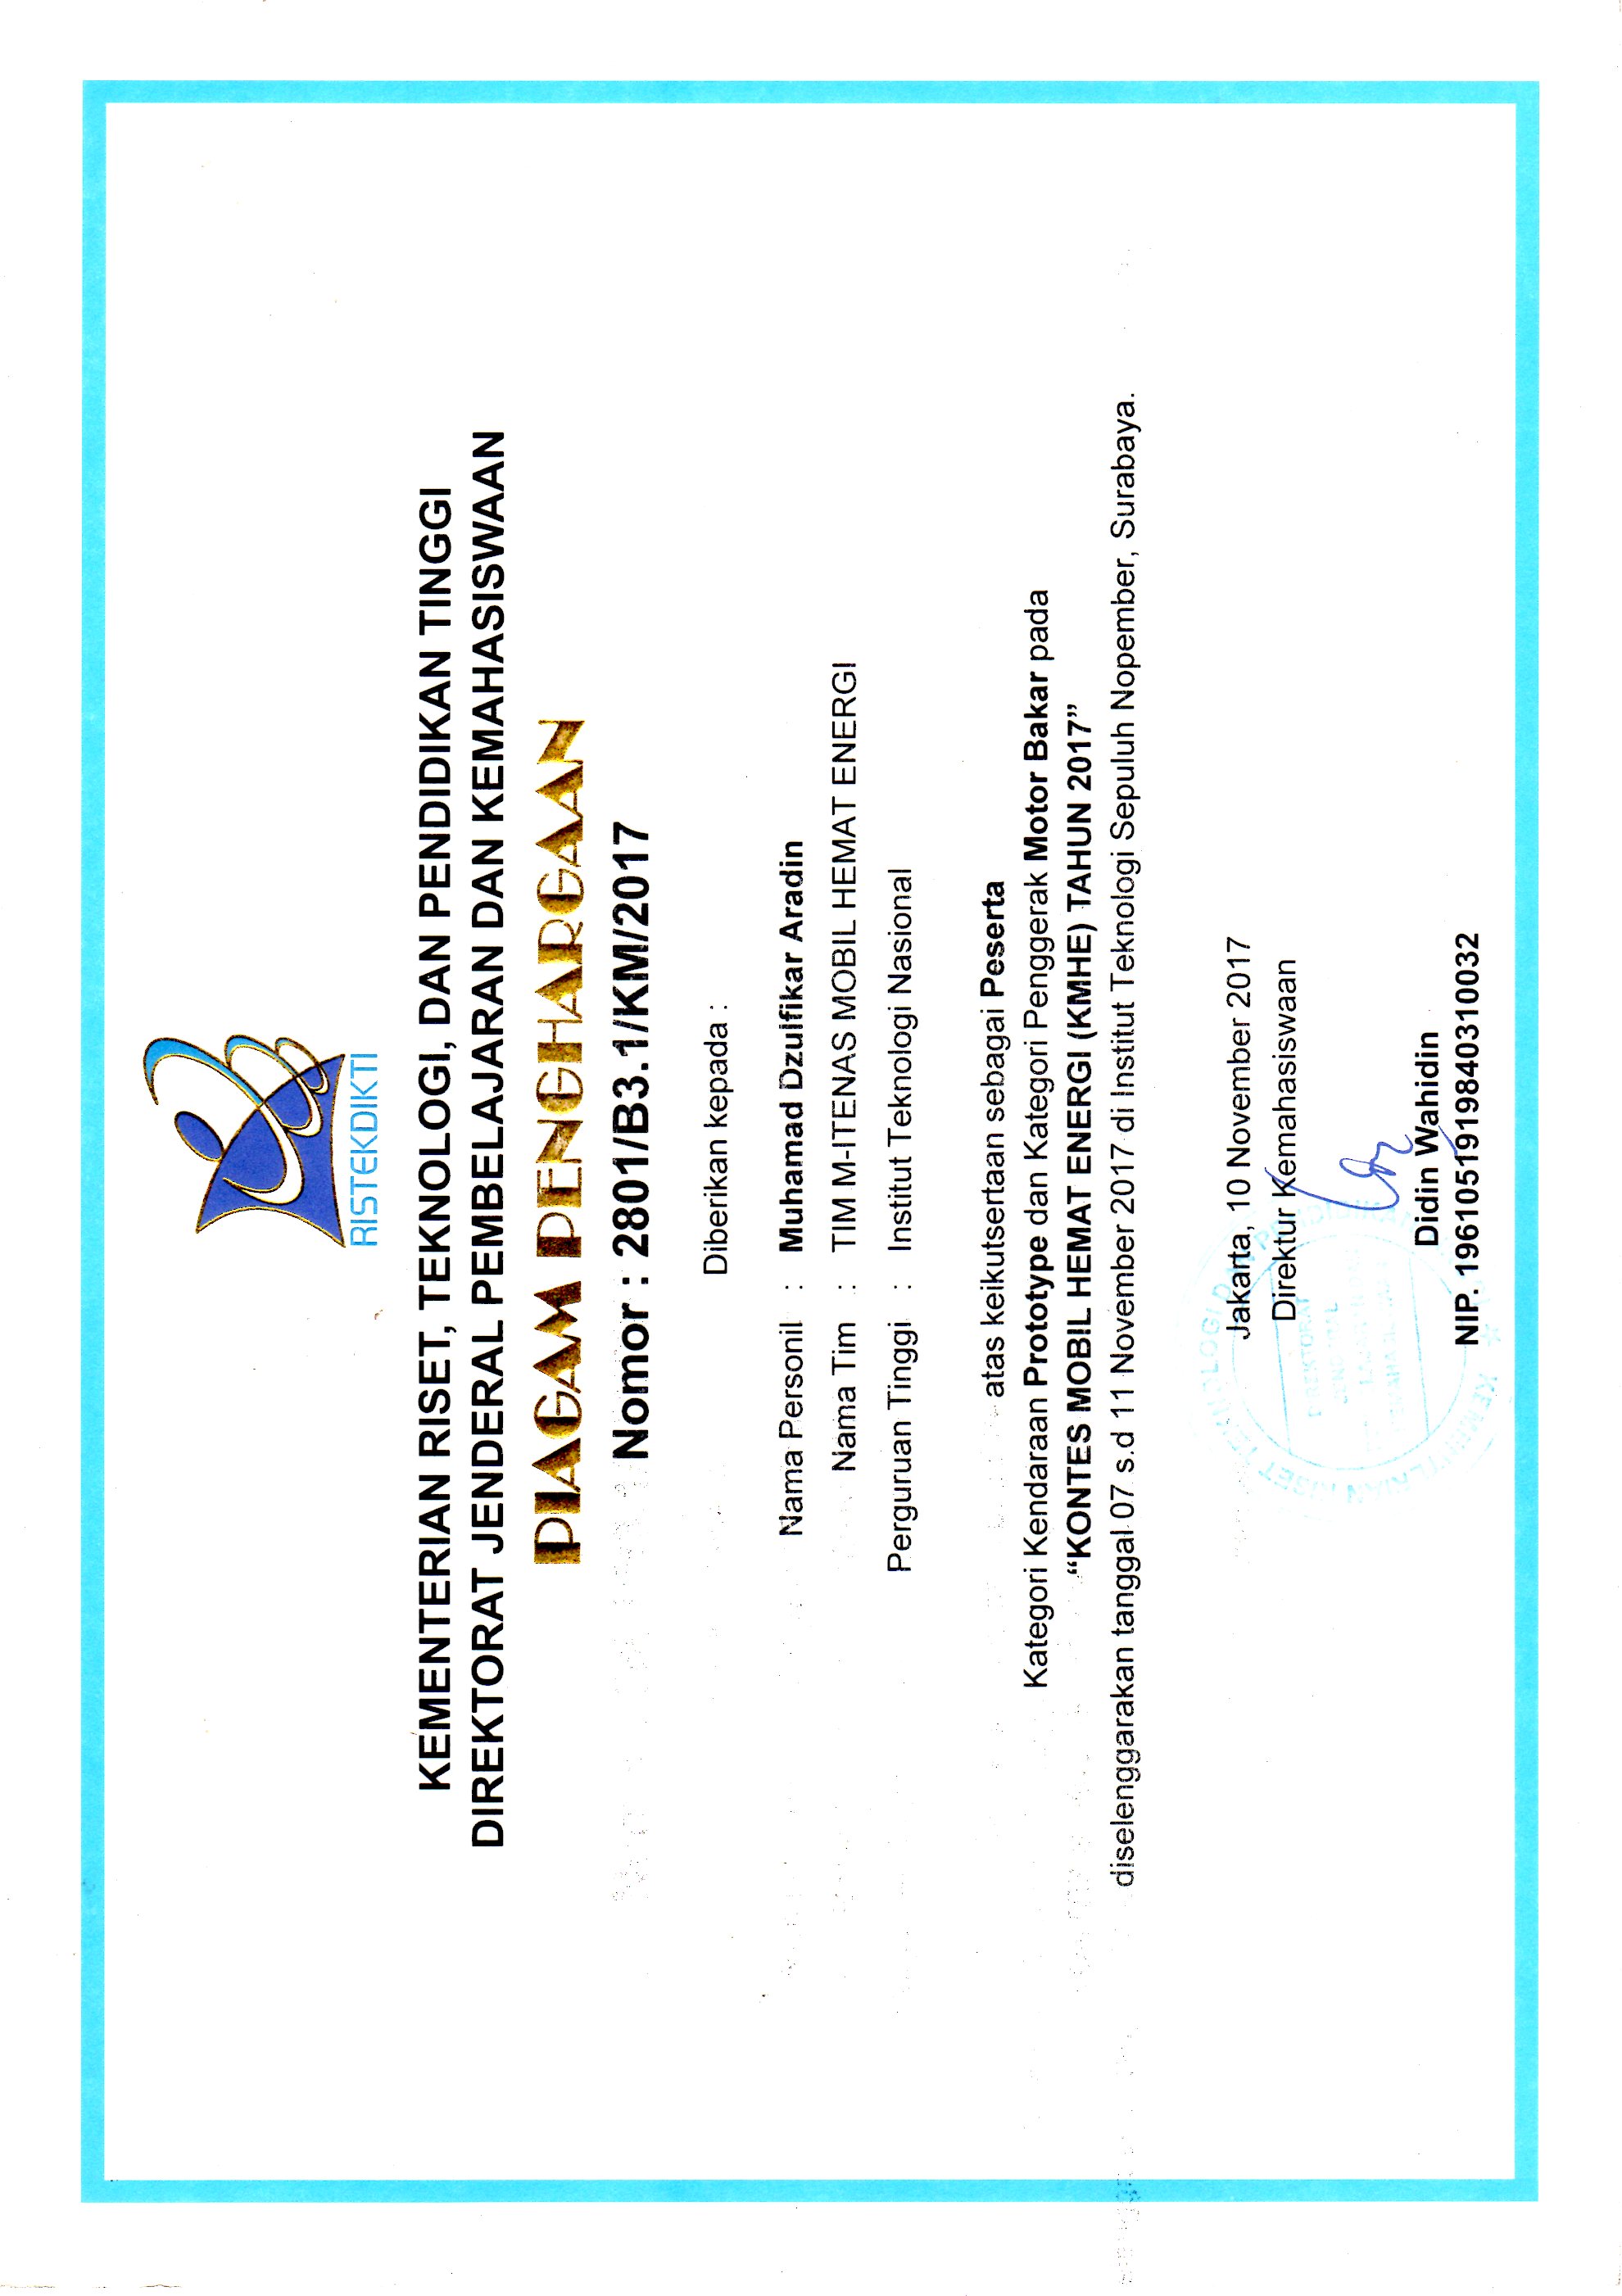 RISTEKDIKTI
KEMENTERIAN RISET, TEKNOLOGI, DAN PENDIDIKAN TINGGI
DIREKTORAT JENDERAL PEMBELAJARAN DAN KEMAHASISWAAN
PIAGAM PENGHARGAAN
Nomor : 2801/B3.1/KM/2017
Diberikan kepada :
Nama Personil : Muhamad Dzulfikar Aradin
Nama Tim : TIM M-ITENAS MOBIL HEMAT ENERGI
Perguruan Tinggi : Institut Teknologi Nasional
atas keikutsertaan sebagai Peserta
Kategori Kendaraan Prototype dan Kategori Penggerak Motor Bakar pada
“KONTES MOBIL HEMAT ENERGI (KMHE) TAHUN 2017”
diselenggarakan tanggal 07 s.d 11 November 2017 di Institut Teknologi Sepuluh Nopember, Surabaya.
Jakarta, 10 November 2017
Direktur Kemahasiswaan
Didin Wahidin
NIP. 196105191984031003​2